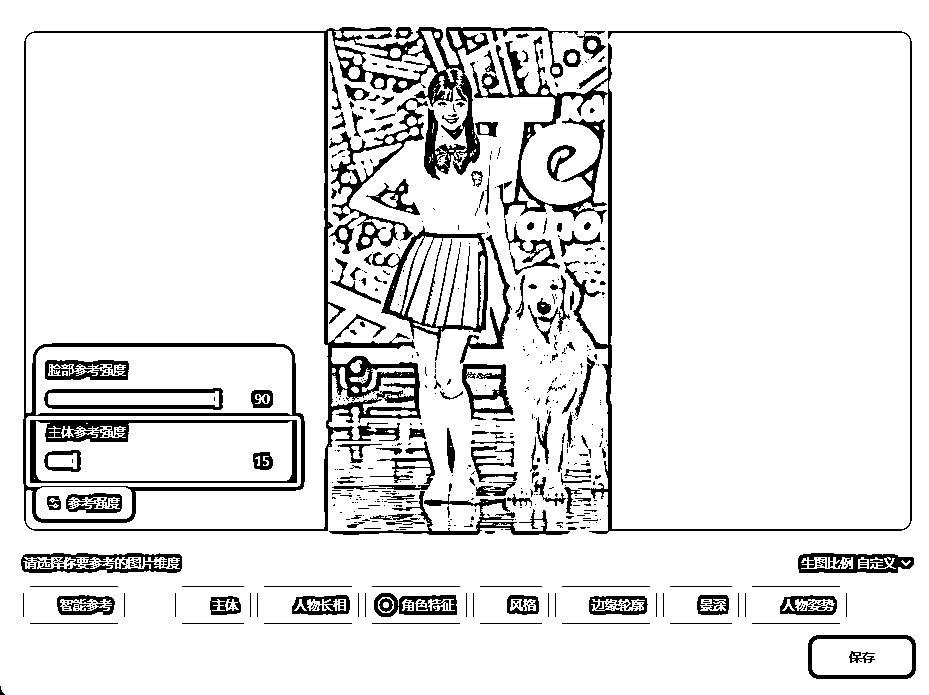 Ka
Te
脸部参考强度
90
主体参考强度
15
参考强度
请选择你要参考的图片维度
生图比例 自定义
智能参考
主体
人物长相
角色特征
风格
边缘轮廓
景深
人物姿势
保存